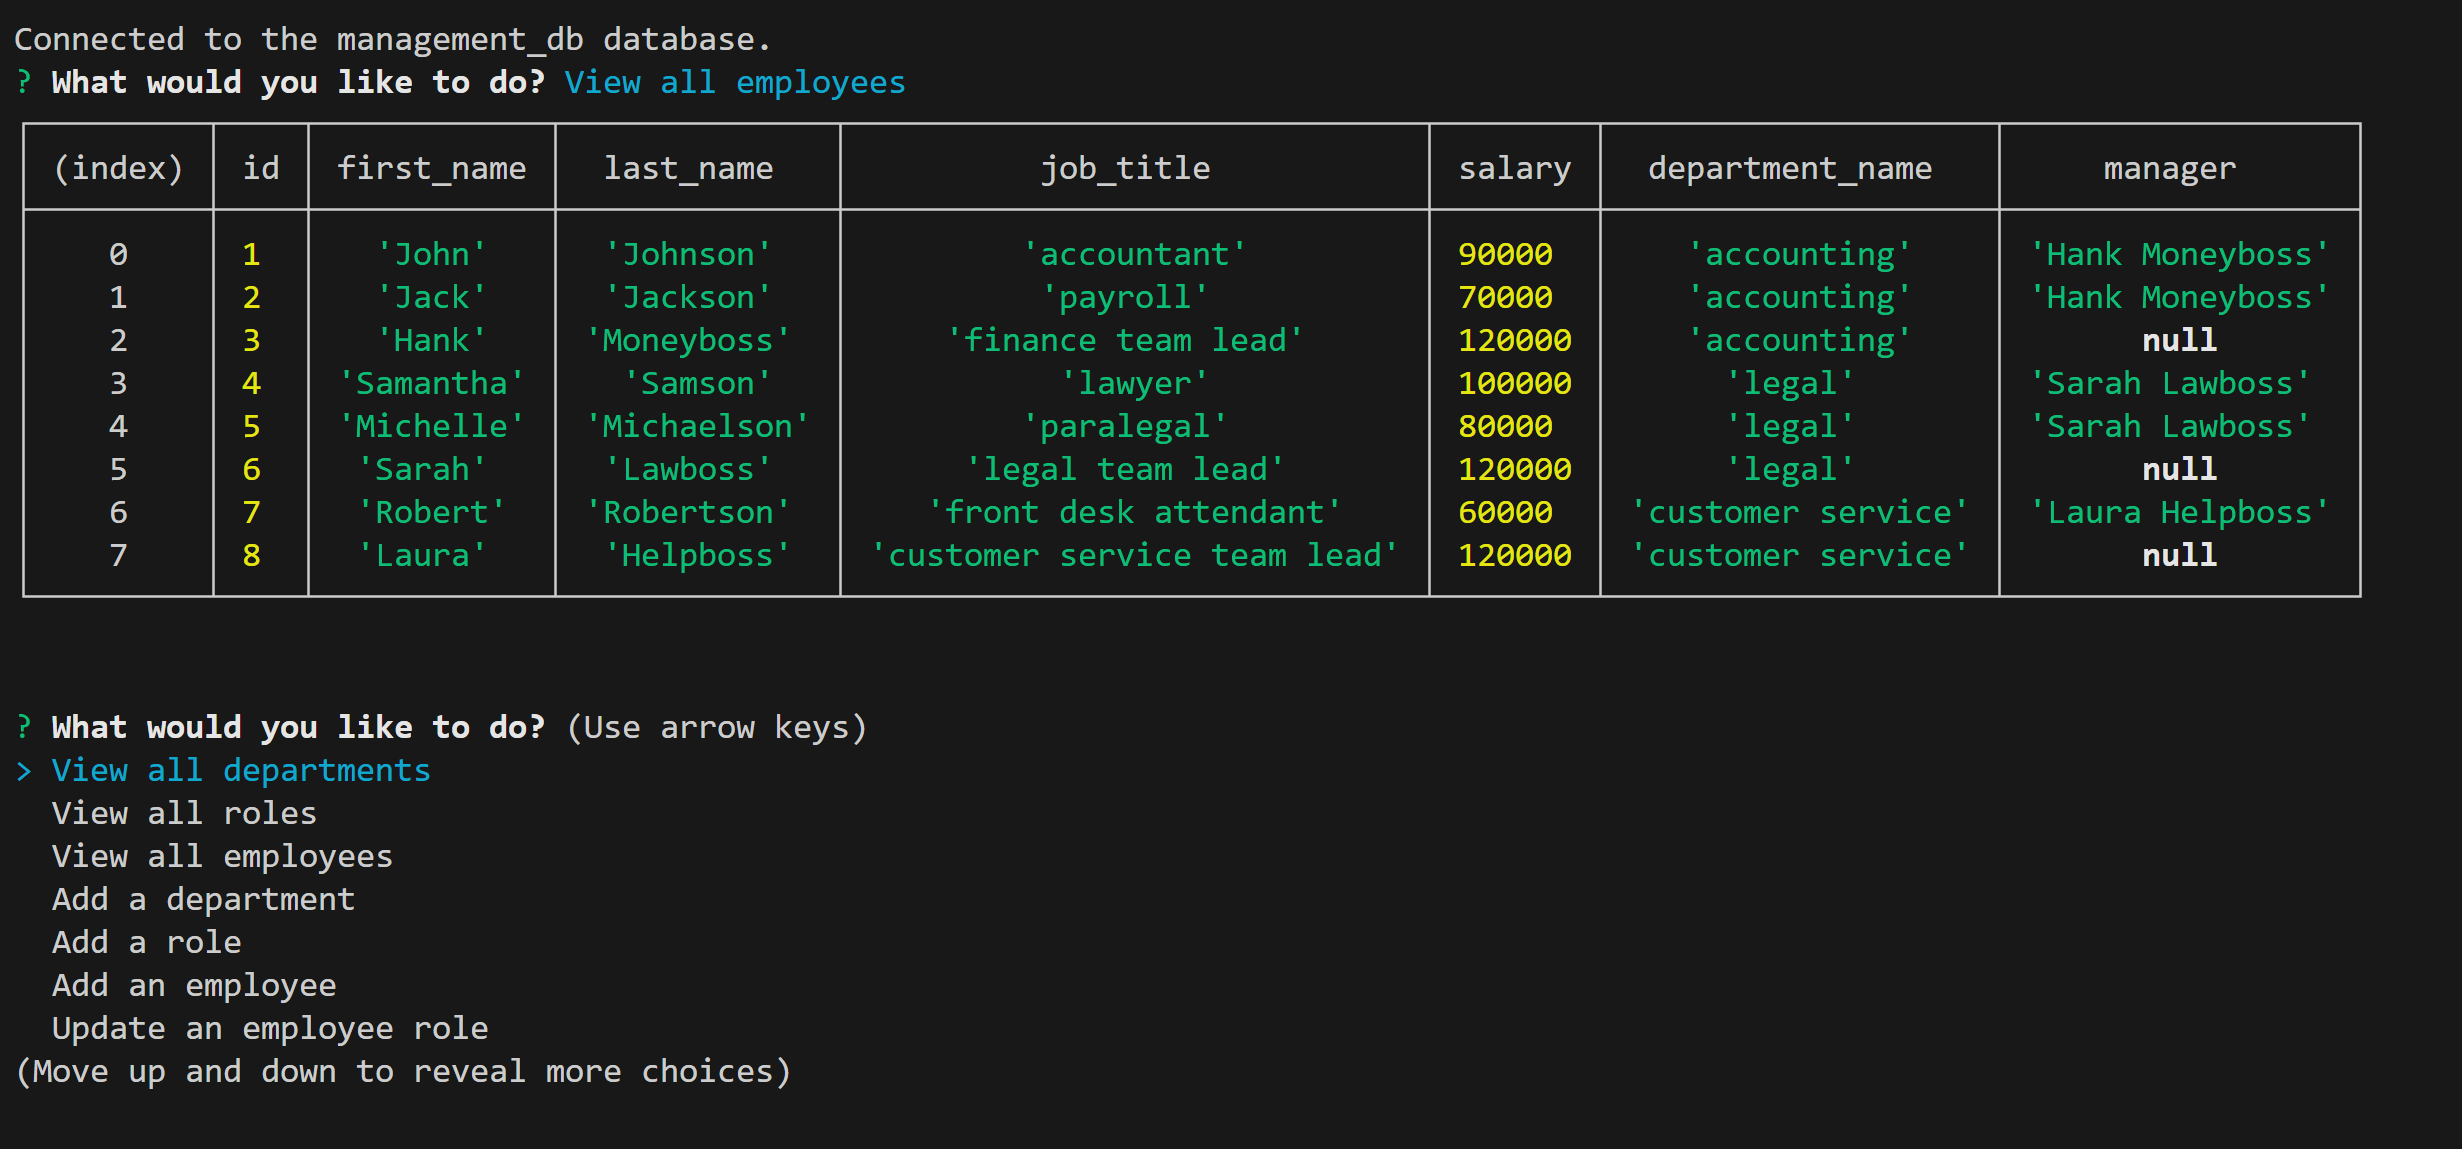 Connected to the management_db database.
? What would you like to do? View all employees
(index) id first_name last_name job_title salary department_name manager
0 1 'John' 'Johnson' 'accountant' 90000 'accounting' 'Hank Moneyboss'
1 2 'Jack' 'Jackson' 'payroll' 70000 'accounting' 'Hank Moneyboss'
2 3 'Hank' 'Moneyboss' 'finance team lead' 120000 'accounting' null
3 4 'Samantha' 'Samson' 'lawyer' 100000 'legal' 'Sarah Lawboss'
4 5 'Michelle' 'Michaelson' 'paralegal' 80000 'legal' 'Sarah Lawboss'
5 6 'Sarah' 'Lawboss' 'legal team lead' 120000 'legal' null
6 7 'Robert' 'Robertson' 'front desk attendant' 60000 'customer service' 'Laura Helpboss'
7 8 'Laura' 'Helpboss' 'customer service team lead' 120000 'customer service' null
? What would you like to do? (Use arrow keys)
> View all departments
View all roles
View all employees
Add a department
Add a role
Add an employee
Update an employee role
(Move up and down to reveal more choices)